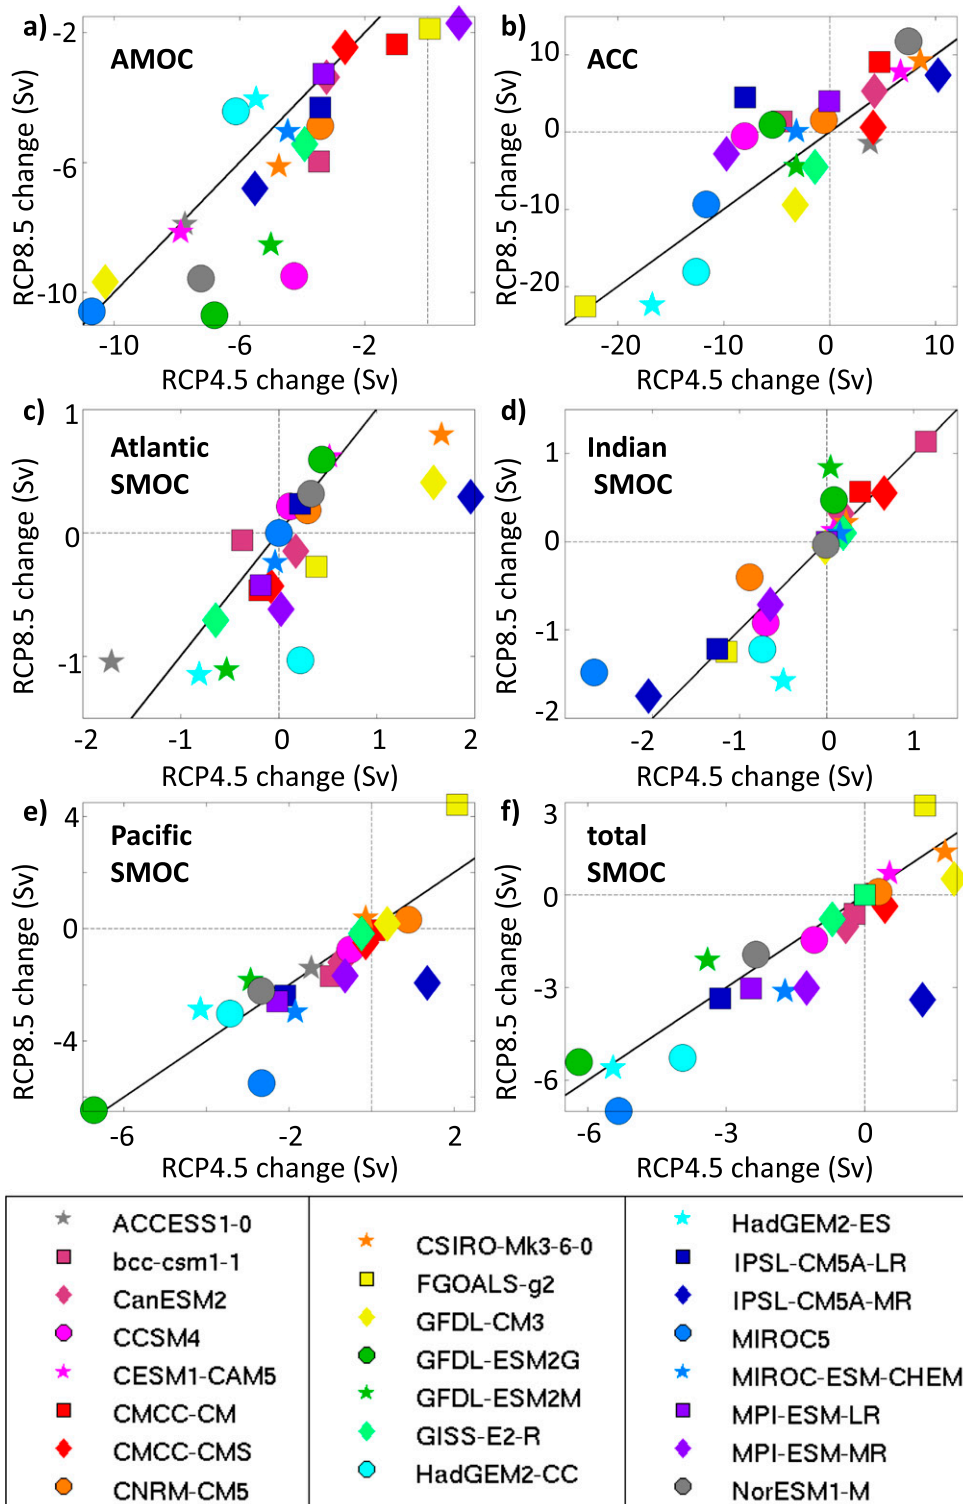 a)
AMOC
-2
-6
-10
RCP8.5 change (Sv)
-10
-6
-2
RCP4.5 change (Sv)
b)
ACC
10
0
-10
-20
RCP8.5 change (Sv)
-20
-10
0
10
RCP4.5 change (Sv)
c)
Atlantic
SMOC
1
0
-1
RCP8.5 change (Sv)
-2
-1
0
1
2
RCP4.5 change (Sv)
d)
Indian
SMOC
1
0
-1
-2
RCP8.5 change (Sv)
-2
-1
0
1
RCP4.5 change (Sv)
e)
Pacific
SMOC
4
0
-4
RCP8.5 change (Sv)
-6
-2
2
RCP4.5 change (Sv)
f)
total
SMOC
3
0
-3
-6
RCP8.5 change (Sv)
-6
-3
0
RCP4.5 change (Sv)
ACCESS1-0
bcc-csm1-1
CanESM2
CCSM4
CESM1-CAM5
CMCC-CM
CMCC-CMS
CNRM-CM5
CSIRO-Mk3-6-0
FGOALS-g2
GFDL-CM3
GFDL-ESM2G
GFDL-ESM2M
GISS-E2-R
HadGEM2-CC
HadGEM2-ES
IPSL-CM5A-LR
IPSL-CM5A-MR
MIROC5
MIROC-ESM-CHEM
MPI-ESM-LR
MPI-ESM-MR
NorESM1-M